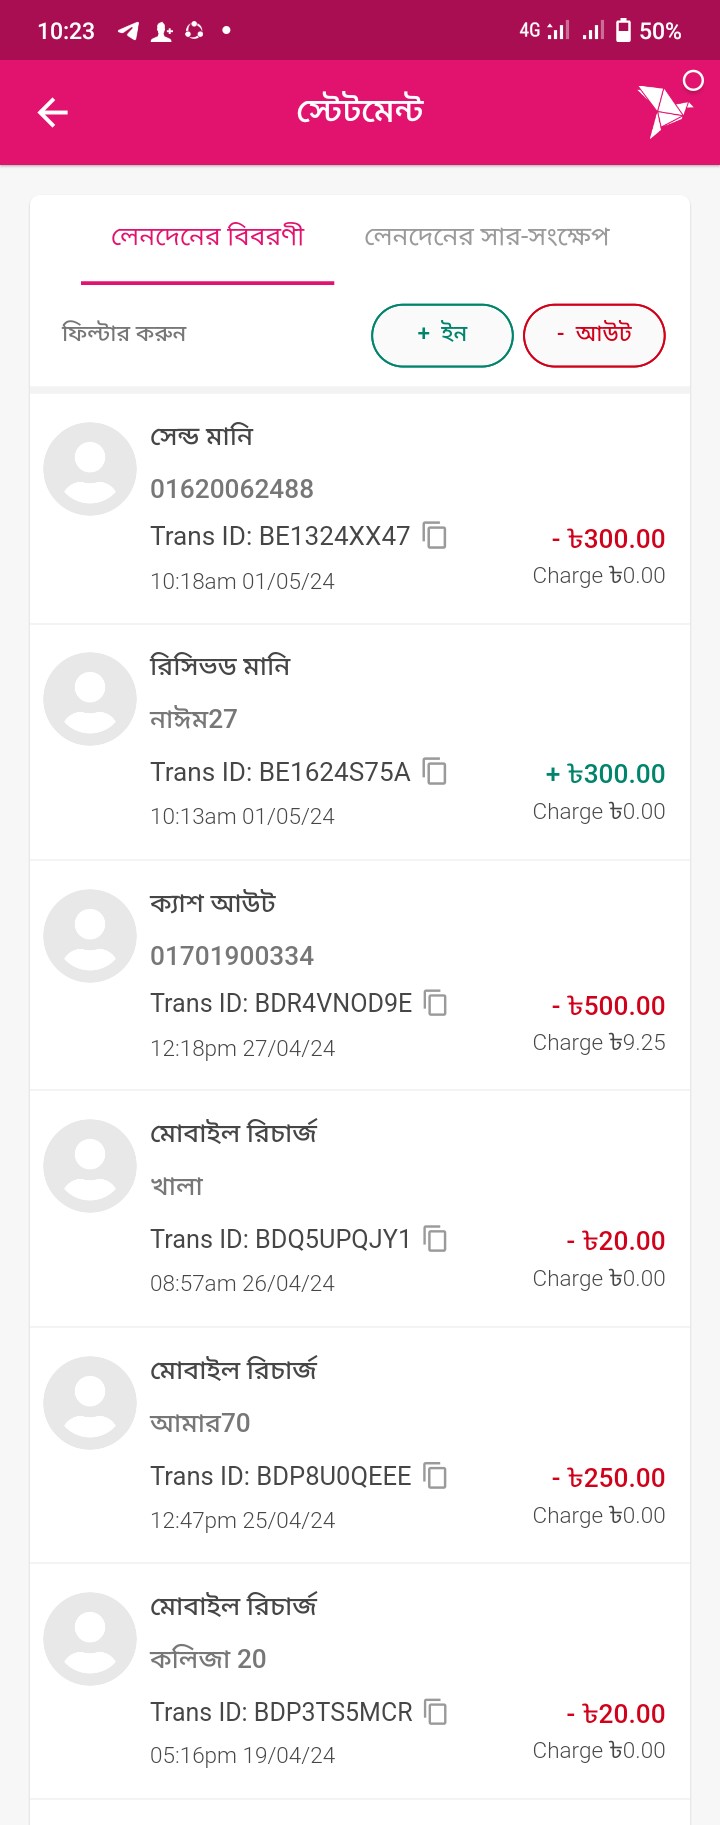 10:23
4G 50%
স্টেটমেন্ট
লেনদেনের বিবরণী লেনদেনের সার-সংক্ষেপ
ফিল্টার করুন + ইন - আউট
সেন্ড মানি
01620062488
Trans ID: BE1324XX47 - ৳300.00
10:18am 01/05/24 Charge ৳0.00
রিসিভড মানি
নাঈম27
Trans ID: BE1624S75A + ৳300.00
10:13am 01/05/24 Charge ৳0.00
ক্যাশ আউট
01701900334
Trans ID: BDR4VNOD9E - ৳500.00
12:18pm 27/04/24 Charge ৳9.25
মোবাইল রিচার্জ
খালা
Trans ID: BDQ5UPQJY1 - ৳20.00
08:57am 26/04/24 Charge ৳0.00
মোবাইল রিচার্জ
আমার70
Trans ID: BDP8U0QEEE - ৳250.00
12:47pm 25/04/24 Charge ৳0.00
মোবাইল রিচার্জ
কলিজা 20
Trans ID: BDP3TS5MCR - ৳20.00
05:16pm 19/04/24 Charge ৳0.00